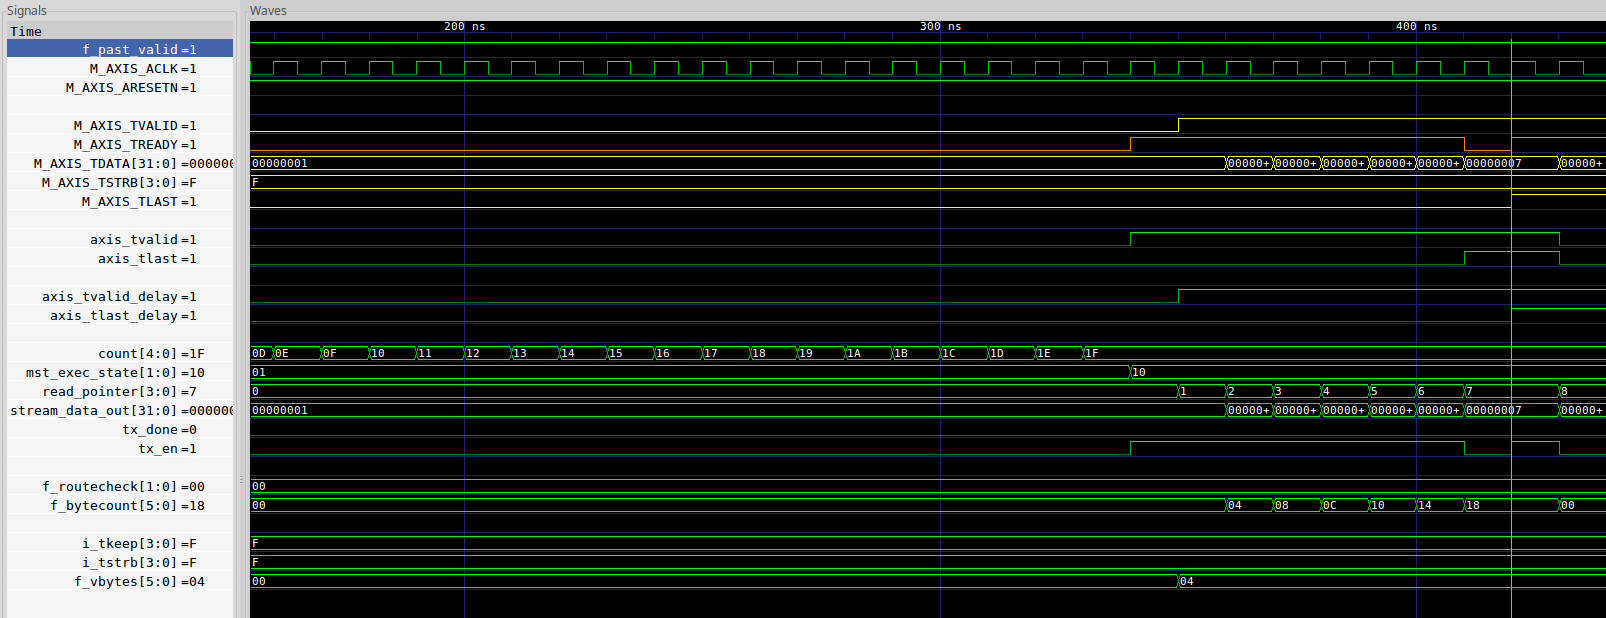 Signals Waves
Time 200 ns 300 ns 400 ns
f_past_valid=1
M_AXIS_ACLK=1
M_AXIS_ARESETN=1
M_AXIS_TVALID=1
M_AXIS_TREADY=1
M_AXIS_TDATA[31:0]=000000 00000001 00000+ 00000+ 00000+ 00000+ 00000+ 00000007 00000+
M_AXIS_TSTRB[3:0]=F F
M_AXIS_TLAST=1
axis_tvalid=1
axis_tlast=1
axis_tvalid_delay=1
axis_tlast_delay=1
count[4:0]=1F 0D 0E 0F 10 11 12 13 14 15 16 17 18 19 1A 1B 1C 1D 1E 1F
mst_exec_state[1:0]=10 01 10
read_pointer[3:0]=7 0 1 2 3 4 5 6 7 8
stream_data_out[31:0]=000000 00000001 00000+ 00000+ 00000+ 00000+ 00000+ 00000007 00000+
tx_done=0
tx_en=1
f_routecheck[1:0]=00 00
f_bytecount[5:0]=18 00 04 08 0C 10 14 18 00
i_tkeep[3:0]=F F
i_tstrb[3:0]=F F
f_vbytes[5:0]=04 00 04